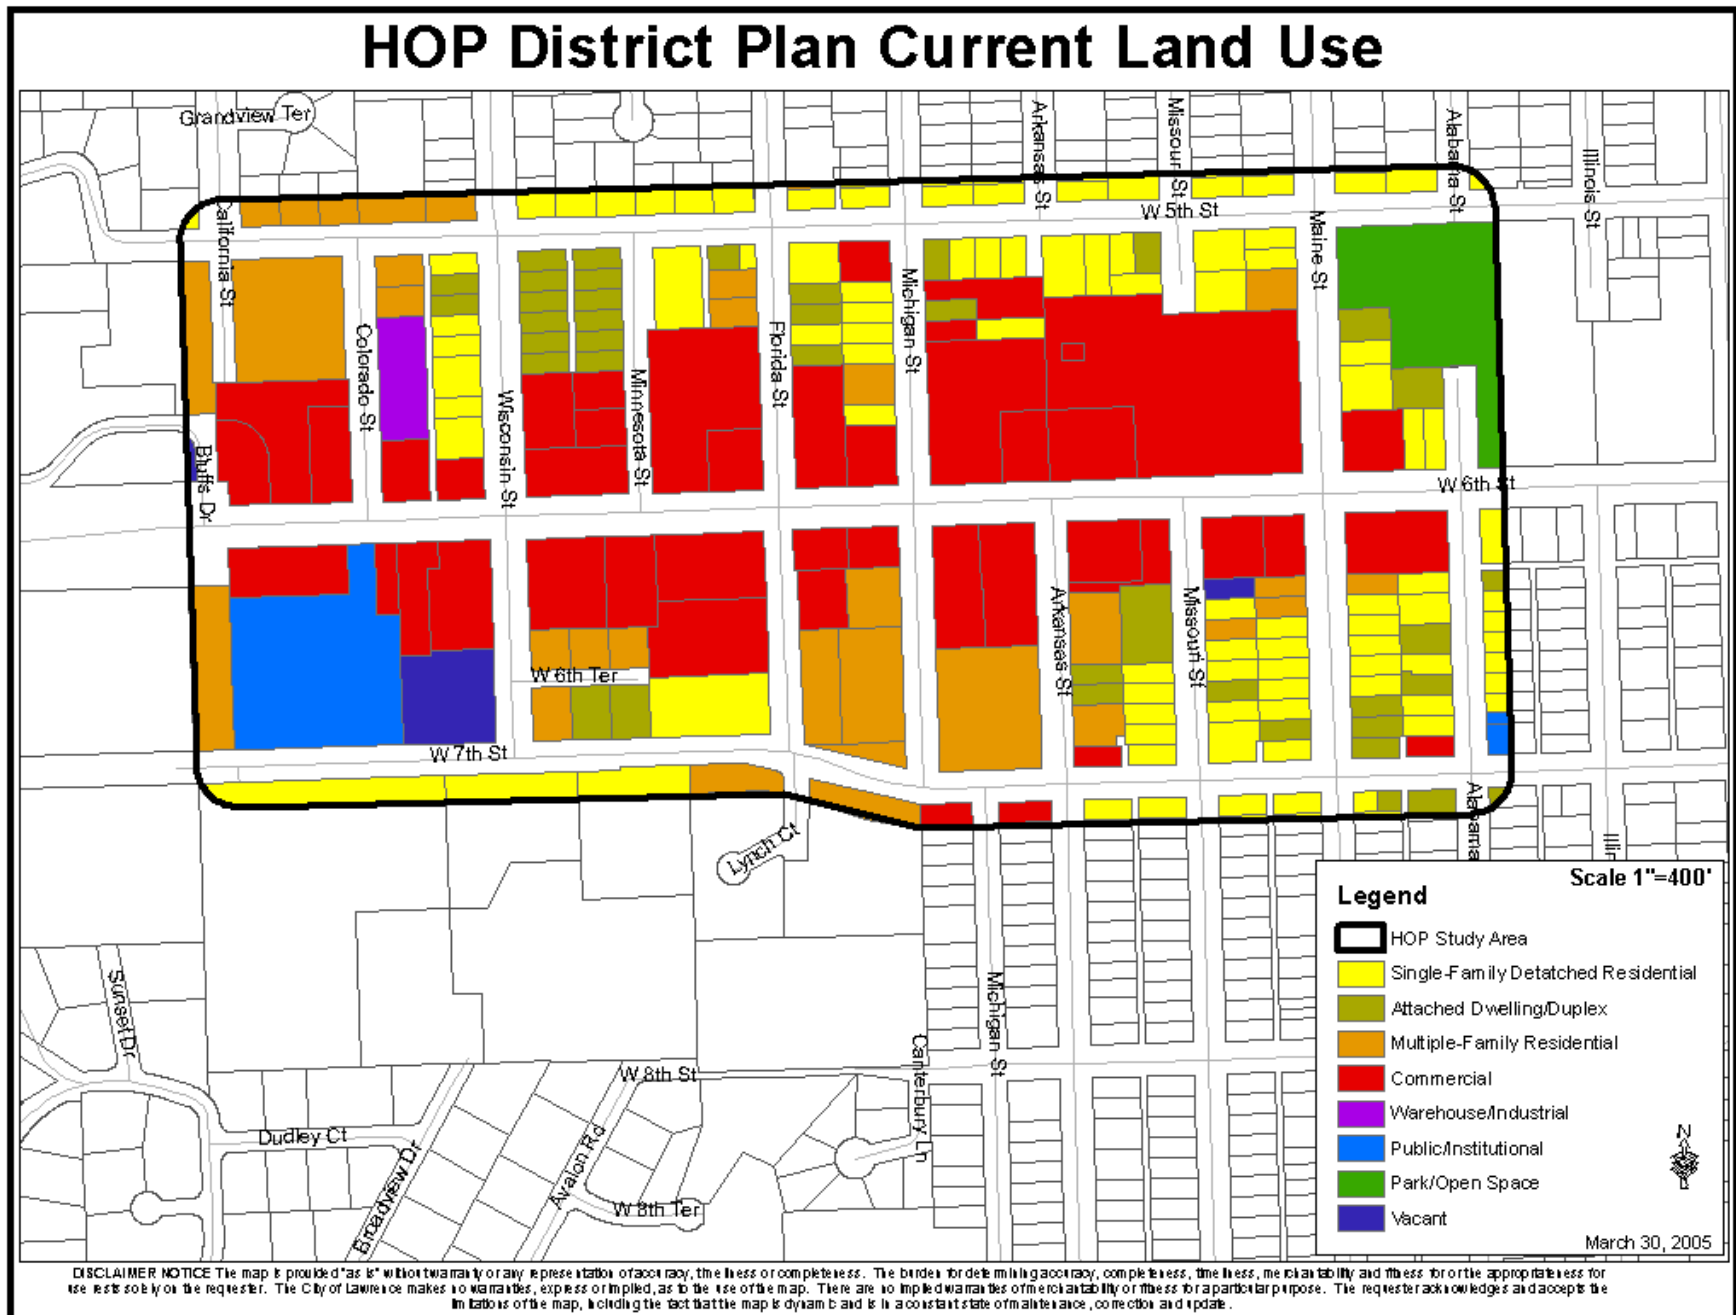 HOP District Plan Current Land Use
Grandview Ter
Arkansas St
Missouri St
Alabama St
Illinois St
California St
W 5th St
Maine St
Michigan St
Colorado St
Florida St
Minnesota St
Wisconsin St
Bluffs Dr
W 6th St
Arkansas St
Missouri St
W 6th Ter
W 7th St
Alabama
Lynch Ct
Illin
Scale 1"=400'
Legend
HOP Study Area
Single-Family Detatched Residential
Attached Dwelling/Duplex
Multiple-Family Residential
Commercial
Warehouse/Industrial
Public/Institutional
Park/Open Space
Vacant
N
March 30, 2005
Sunset Dr
Michigan St
Canterbury Ln
W 8th St
Dudley Ct
Broadview Dr
Avalon Rd
W 8th Ter
DISCLAIMER NOTICE The map is provided "as is" without warranty or any representation of accuracy, timeliness or completeness. The burden for determining accuracy, completeness, timeliness, merchantability and fitness for or the appropriateness for
use rests solely on the requester. The City of Lawrence makes no warranties, express or implied, as to the use of the map. There are no implied warranties of merchantability or fitness for a particular purpose. The requester acknowledges and accepts the
limitations of the map, including the fact that the map is dynamic and is in a constant state of maintenance, correction and update.